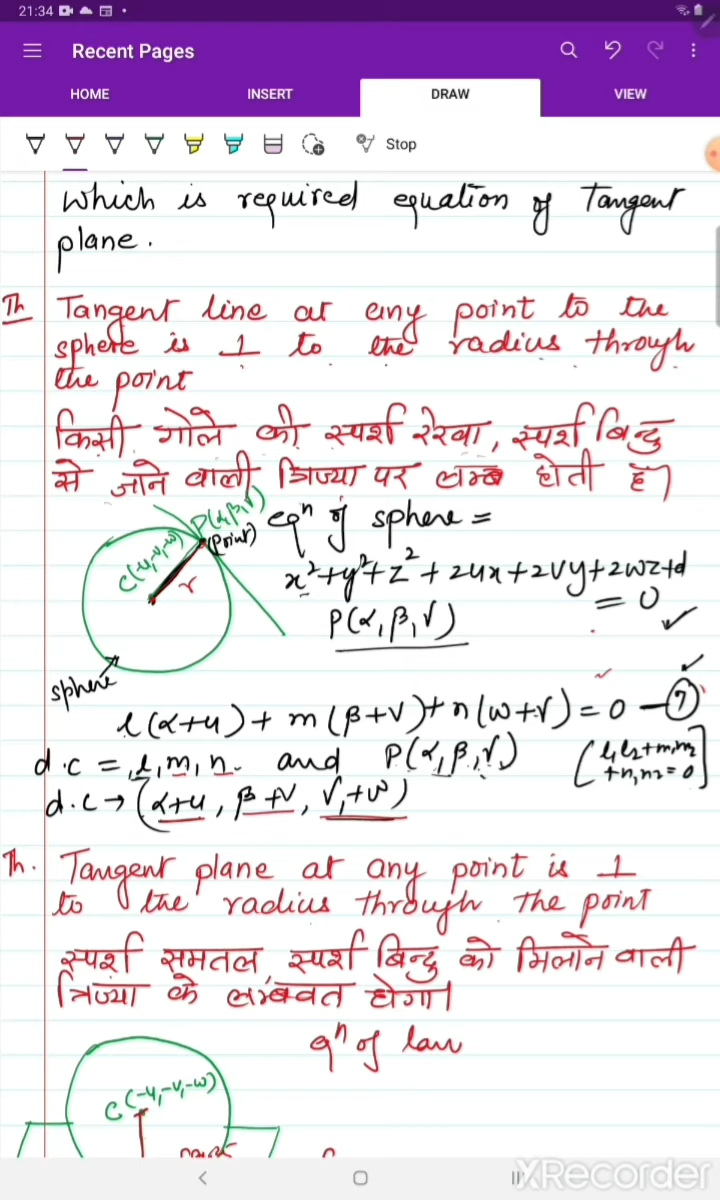 21:34
Recent Pages
HOME INSERT DRAW VIEW
Stop
which is required equation of Tangent
plane.
Th Tangent line at any point to the
sphere is ⊥ to the radius through
the point
किसी गोले की स्पर्श रेखा, स्पर्श बिन्दु
से जाने वाली त्रिज्या पर लम्ब होती है।
P(α,β,γ)
(point)
C(-u,-v,-w)
r
sphere
eqⁿ of sphere =
x²+y²+z²+2ux+2vy+2wz+d
= 0
P(α,β,γ)
l(α+u)+m(β+v)+n(w+γ)=0 —⑦
d.c = l,m,n. and P(α,β,γ) [l₁l₂+m₁m₂
+n₁n₂=0]
d.c → (α+u, β+v, γ+w)
Th. Tangent plane at any point is ⊥
to the radius through the point
स्पर्श समतल, स्पर्श बिन्दु को मिलाने वाली
त्रिज्या के लम्बवत होगा।
qⁿ of law
C(-u,-v,-w)
XRecorder